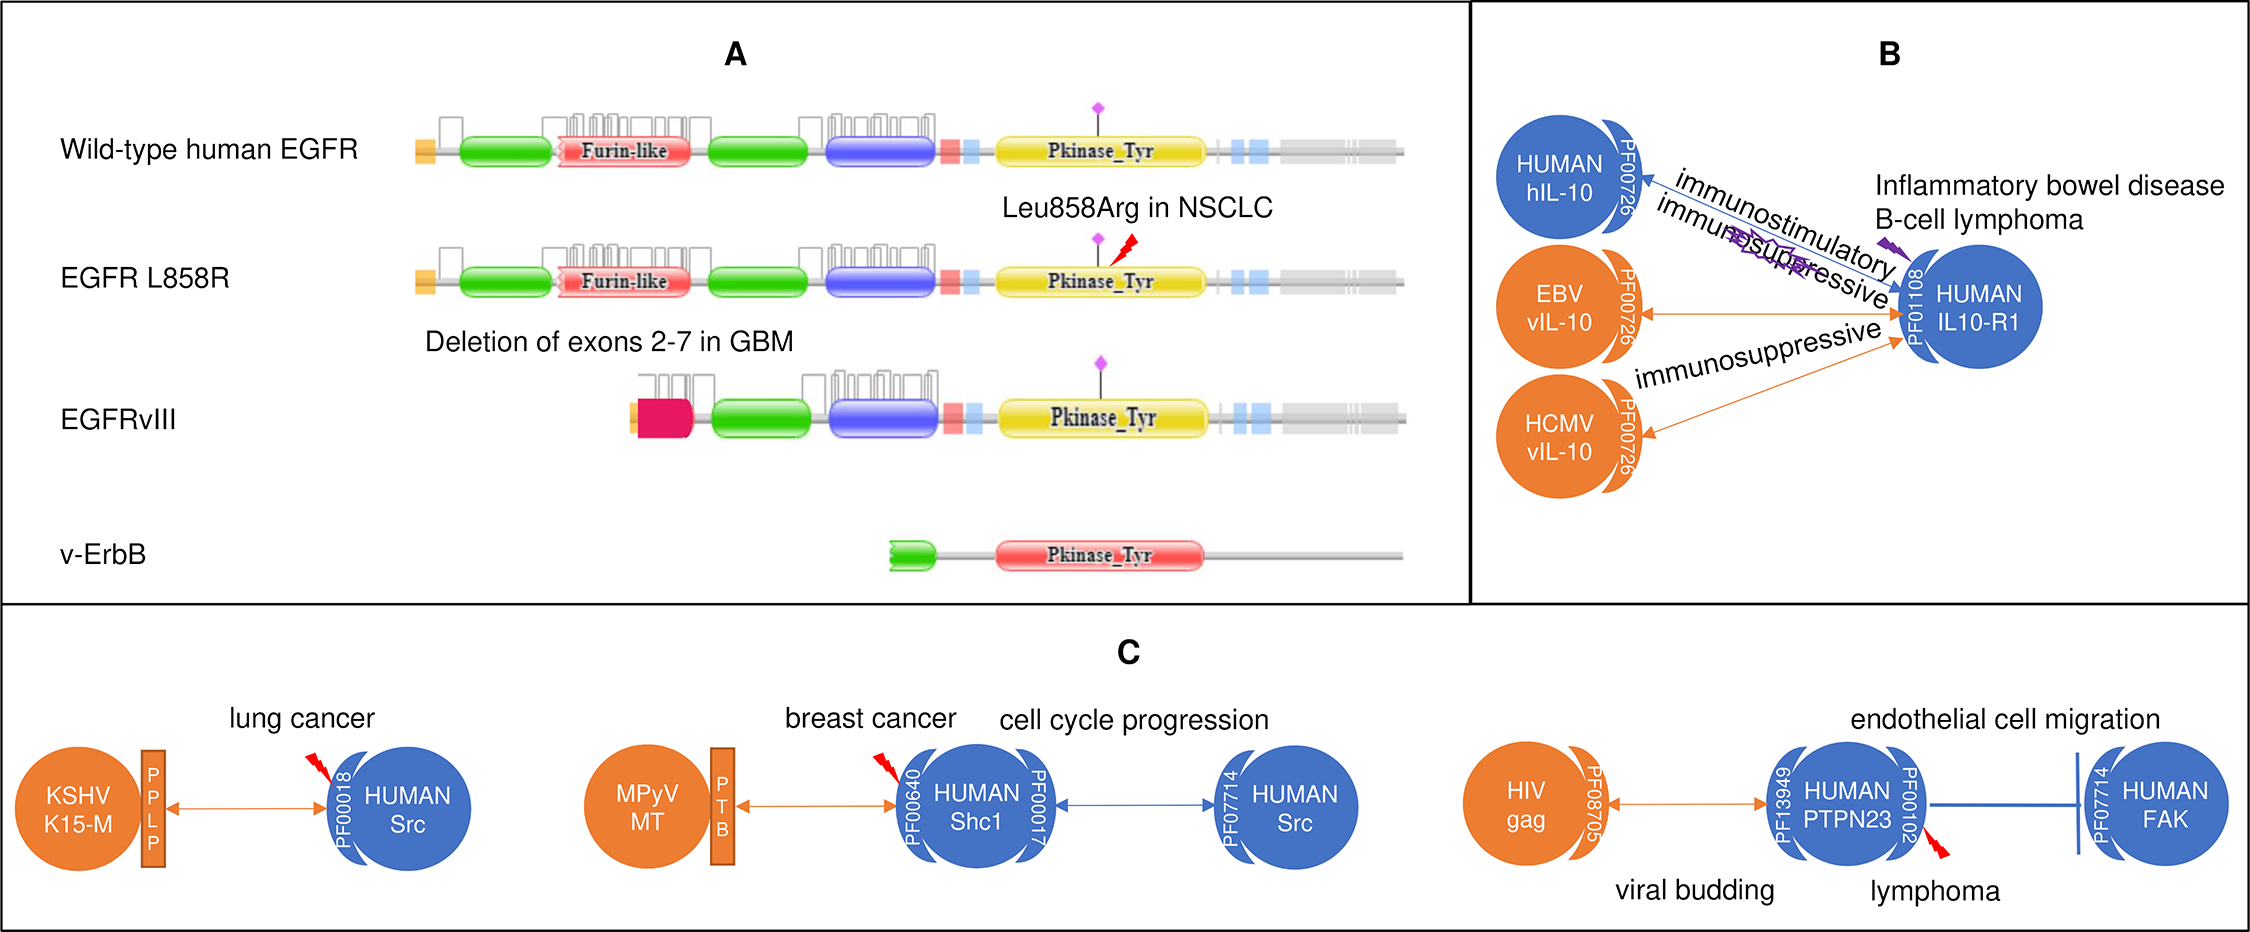 A
Wild-type human EGFR
Furin-like
Pkinase_Tyr
Leu858Arg in NSCLC
EGFR L858R
Furin-like
Pkinase_Tyr
Deletion of exons 2-7 in GBM
EGFRvIII
Pkinase_Tyr
v-ErbB
Pkinase_Tyr
B
HUMAN
hIL-10
PF00726
immunostimulatory
immunosuppressive
Inflammatory bowel disease
B-cell lymphoma
EBV
vIL-10
PF00726
PF01108
HUMAN
IL10-R1
immunosuppressive
HCMV
vIL-10
PF00726
C
lung cancer
KSHV
K15-M
PPLP
PF00018
HUMAN
Src
breast cancer
cell cycle progression
MPyV
MT
PTB
PF00640
HUMAN
Shc1
PF00017
PF07714
HUMAN
Src
endothelial cell migration
HIV
gag
PF08705
PF13949
HUMAN
PTPN23
PF00102
PF07714
HUMAN
FAK
viral budding
lymphoma